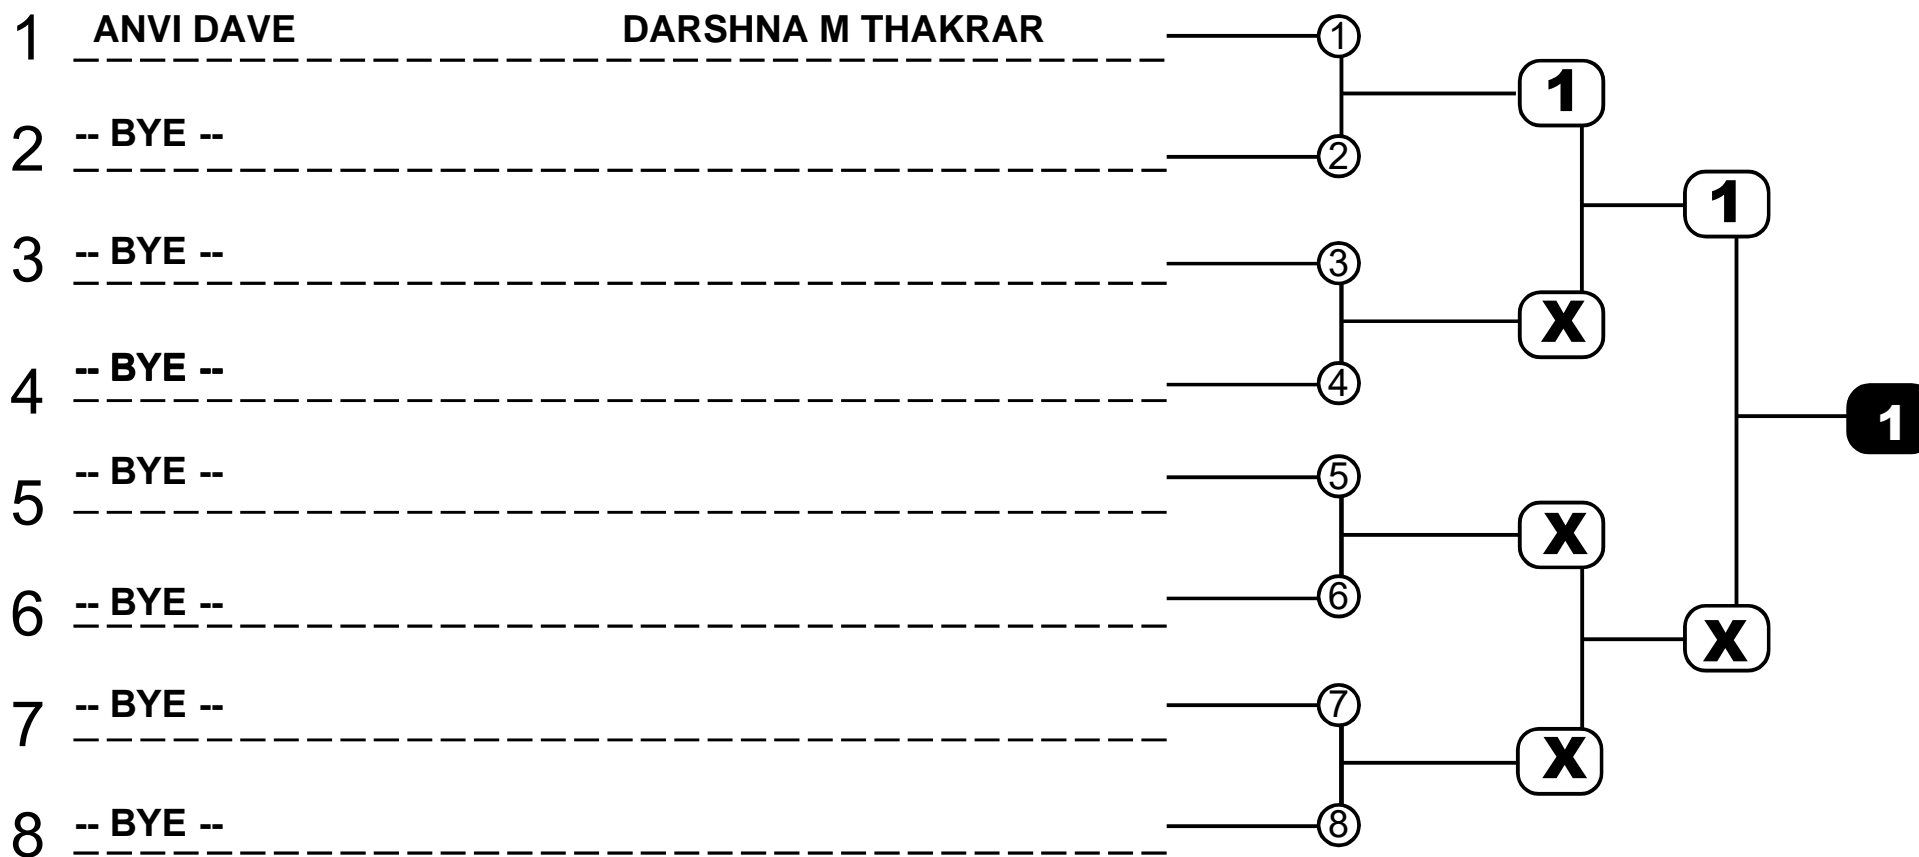 1 ANVI DAVE DARSHNA M THAKRAR 1
1
2 -- BYE -- 2
1
3 -- BYE -- 3
X
4 -- BYE -- 4
1
5 -- BYE -- 5
X
6 -- BYE -- 6
X
7 -- BYE -- 7
X
8 -- BYE -- 8